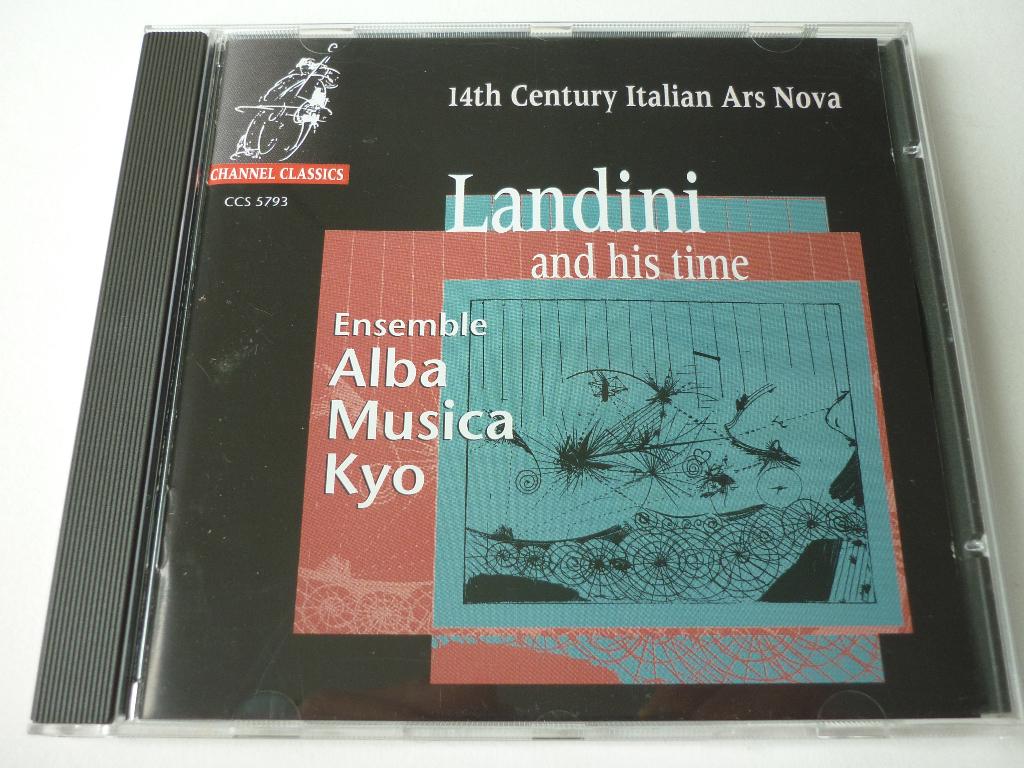 14th Century Italian Ars Nova
CHANNEL CLASSICS
CCS 5793
Landini
and his time
Ensemble
Alba
Musica
Kyo